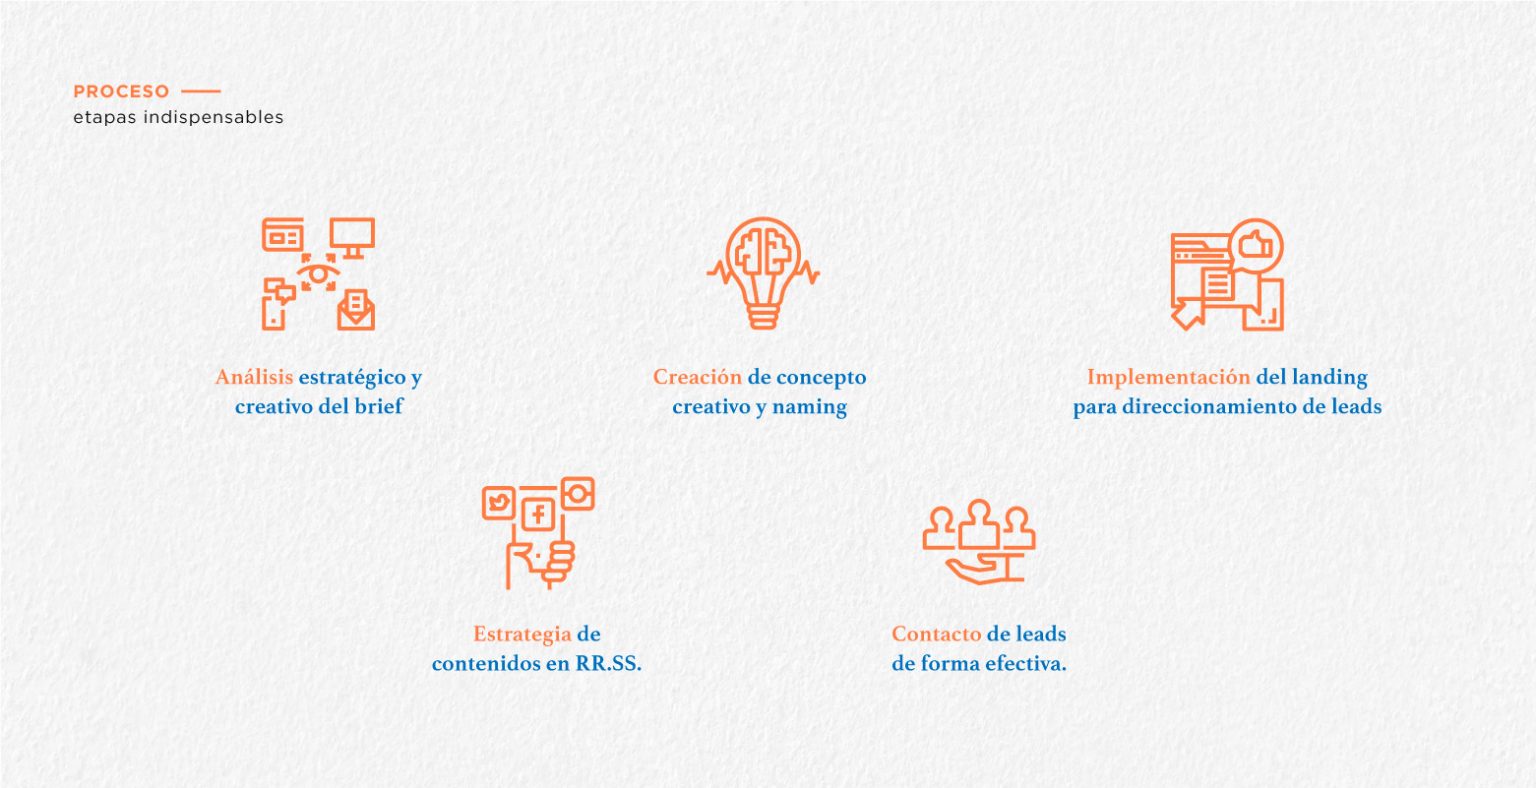 PROCESO
etapas indispensables
Análisis estratégico y
creativo del brief
Creación de concepto
creativo y naming
Implementación del landing
para direccionamiento de leads
Estrategia de
contenidos en RR.SS.
Contacto de leads
de forma efectiva.